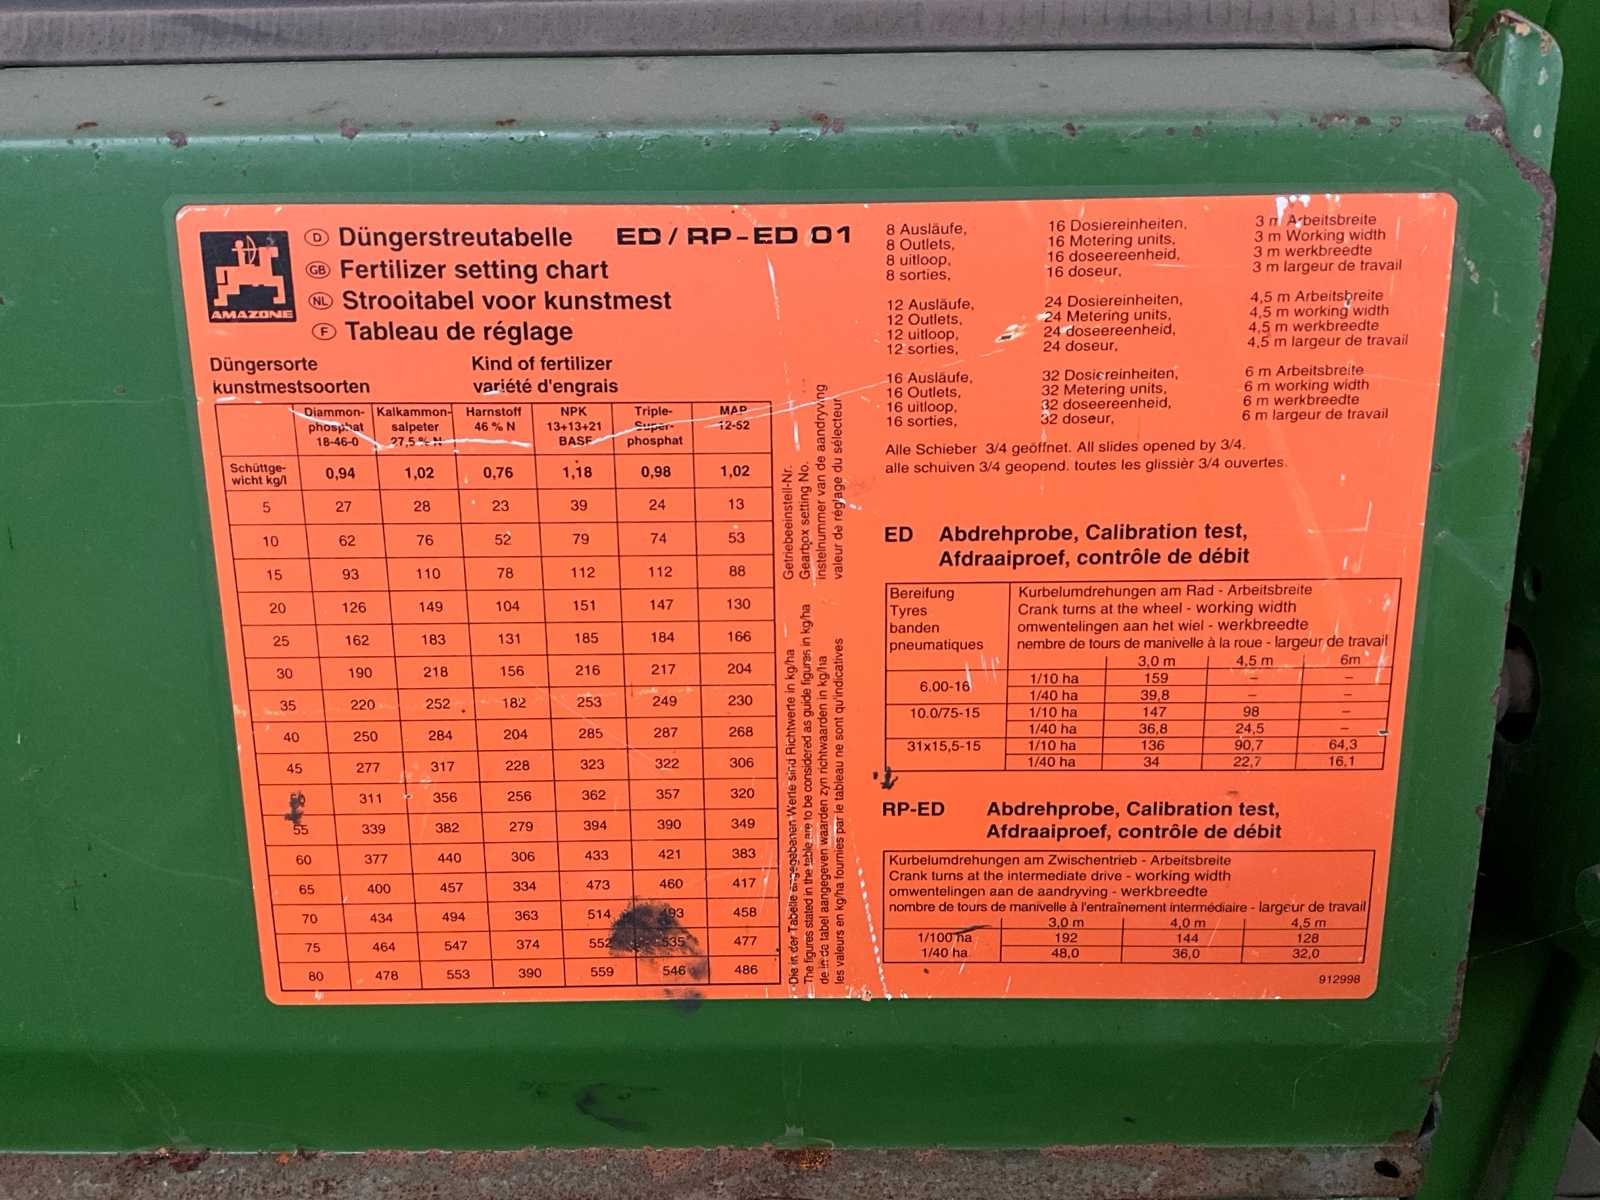 AMAZONE
D Düngerstreutabelle ED / RP-ED 01
GB Fertilizer setting chart
NL Strooitabel voor kunstmest
F Tableau de réglage
Düngersorte Kind of fertilizer
kunstmestsoorten variété d'engrais
Diammon- Kalkammon- Harnstoff NPK Triple- MAP
phosphat salpeter 46 % N 13+13+21 Super- 12-52
18-46-0 27,5 % N BASF phosphat
Schüttge-
wicht kg/l 0,94 1,02 0,76 1,18 0,98 1,02
5 27 28 23 39 24 13
10 62 76 52 79 74 53
15 93 110 78 112 112 88
20 126 149 104 151 147 130
25 162 183 131 185 184 166
30 190 218 156 216 217 204
35 220 252 182 253 249 230
40 250 284 204 285 287 268
45 277 317 228 323 322 306
311 356 256 362 357 320
55 339 382 279 394 390 349
60 377 440 306 433 421 383
65 400 457 334 473 460 417
70 434 494 363 514 493 458
75 464 547 374 552 535 477
80 478 553 390 559 546 486
Getriebeeinstell-Nr.
Gearbox setting No.
instelnummer van de aandryving
valeur de réglage du sélecteur
Die in der Tabelle angegebenen Werte sind Richtwerte in kg/ha
The figures stated in the table are to be considered as guide figures in kg/ha
de in de tabel aangegeven waarden zyn richtwaarden in kg/ha
les valeurs en kg/ha fournies par le tableau ne sont qu'indicatives
8 Ausläufe, 16 Dosiereinheiten, 3 m Arbeitsbreite
8 Outlets, 16 Metering units, 3 m Working width
8 uitloop, 16 doseereenheid, 3 m werkbreedte
8 sorties, 16 doseur, 3 m largeur de travail
12 Ausläufe, 24 Dosiereinheiten, 4,5 m Arbeitsbreite
12 Outlets, 24 Metering units, 4,5 m working width
12 uitloop, 24 doseereenheid, 4,5 m werkbreedte
12 sorties, 24 doseur, 4,5 m largeur de travail
16 Ausläufe, 32 Dosiereinheiten, 6 m Arbeitsbreite
16 Outlets, 32 Metering units, 6 m working width
16 uitloop, 32 doseereenheid, 6 m werkbreedte
16 sorties, 32 doseur, 6 m largeur de travail
Alle Schieber 3/4 geöffnet. All slides opened by 3/4.
alle schuiven 3/4 geopend. toutes les glissièr 3/4 ouvertes.
ED Abdrehprobe, Calibration test,
Afdraaiproef, contrôle de débit
Bereifung Kurbelumdrehungen am Rad - Arbeitsbreite
Tyres Crank turns at the wheel - working width
banden omwentelingen aan het wiel - werkbreedte
pneumatiques nembre de tours de manivelle à la roue - largeur de travail
3,0 m 4,5 m 6m
6.00-16 1/10 ha 159 – –
1/40 ha 39,8 – –
10.0/75-15 1/10 ha 147 98 –
1/40 ha 36,8 24,5 –
31x15,5-15 1/10 ha 136 90,7 64,3
1/40 ha 34 22,7 16,1
RP-ED Abdrehprobe, Calibration test,
Afdraaiproef, contrôle de débit
Kurbelumdrehungen am Zwischentrieb - Arbeitsbreite
Crank turns at the intermediate drive - working width
omwentelingen aan de aandryving - werkbreedte
nombre de tours de manivelle à l'entraînement intermédiaire - largeur de travail
3,0 m 4,0 m 4,5 m
1/100 ha 192 144 128
1/40 ha 48,0 36,0 32,0
912998